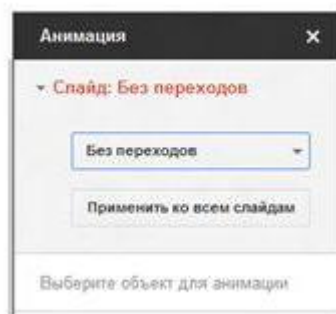 Анимация
Слайд: Без переходов
Без переходов
Применить ко всем слайдам
Выберите объект для анимации